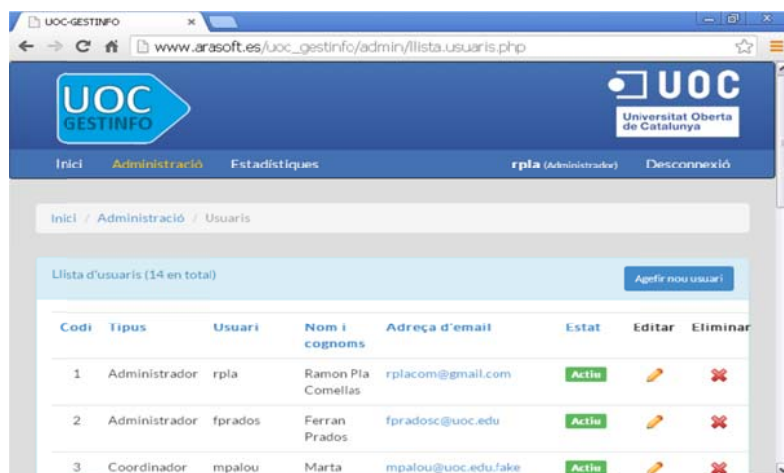 UOC-GESTINFO
www.arasoft.es/uoc_gestinfo/admin/llista.usuaris.php
UOC
GESTINFO
UOC
Universitat Oberta
de Catalunya
Inici Administració Estadístiques rpla (Administrador) Desconnexió
Inici / Administració / Usuaris
Llista d'usuaris (14 en total) Agefir nou usuari
Codi Tipus Usuari Nom i cognoms Adreça d'email Estat Editar Eliminar
1 Administrador rpla Ramon Pla Comellas rplacom@gmail.com Actiu
2 Administrador fprados Ferran Prados fpradosc@uoc.edu Actiu
3 Coordinador mpalou Marta mpalou@uoc.edu.fake Actiu